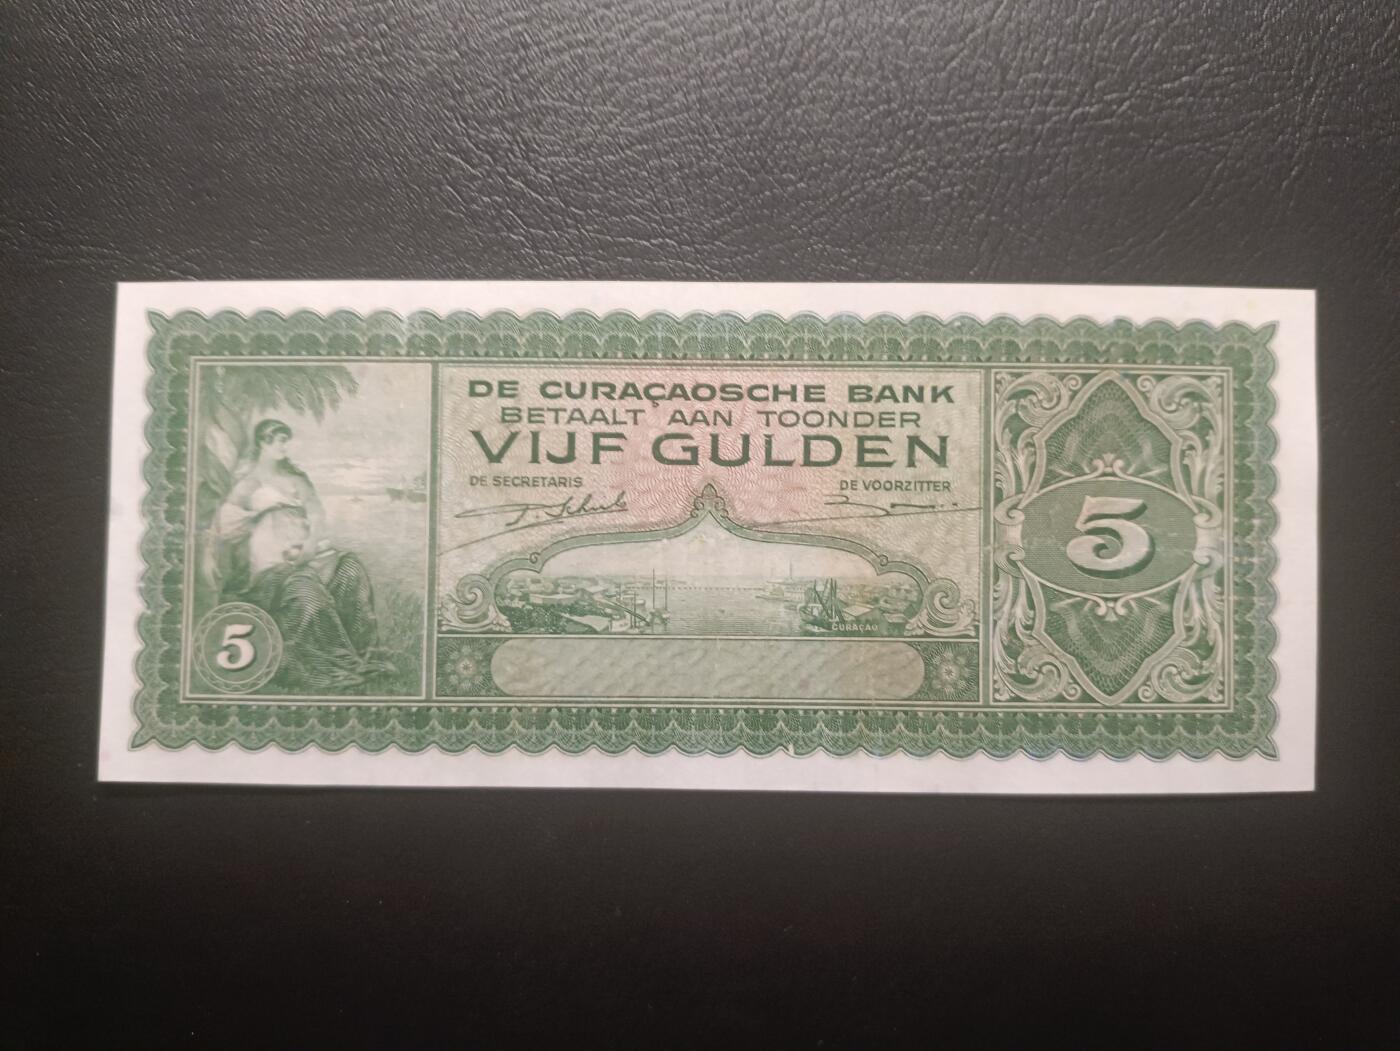 DE CURAÇAOSCHE BANK
BETAALT AAN TOONDER
VIJF GULDEN
DE SECRETARIS
DE VOORZITTER
5
5
CURAÇAO